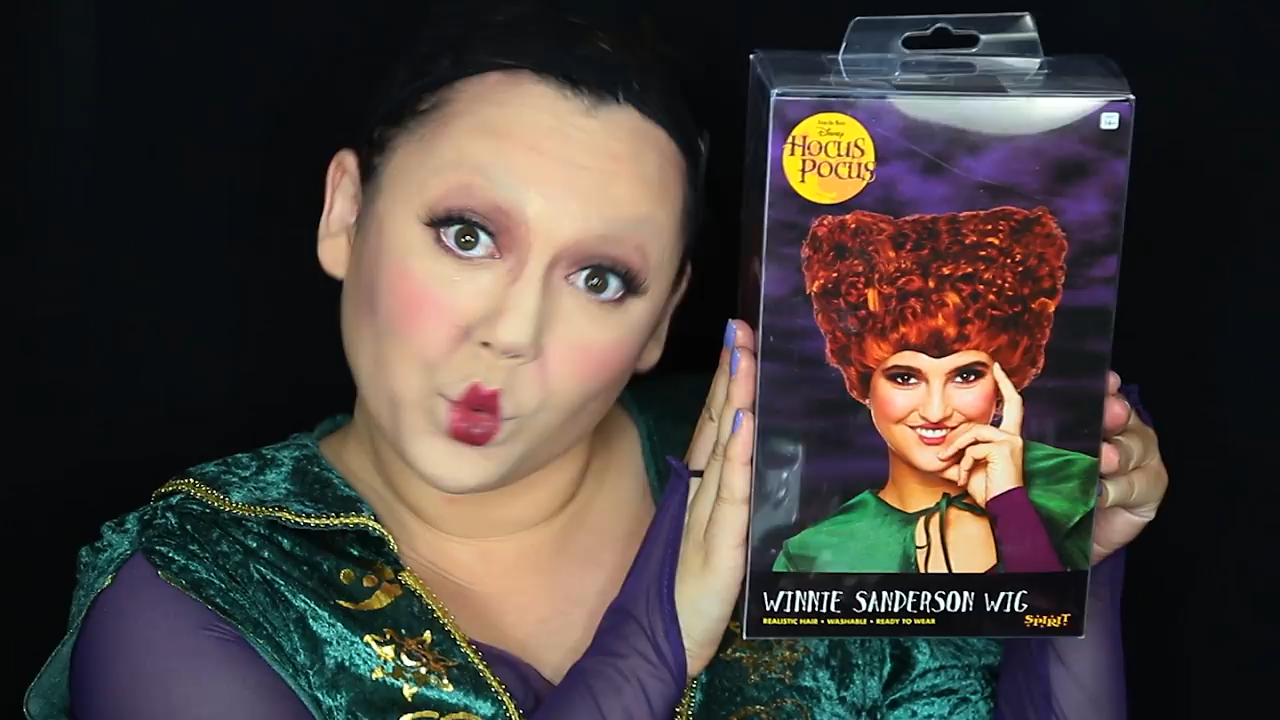 Disney
HOCUS
POCUS
WINNIE SANDERSON WIG
REALISTIC HAIR • WASHABLE • READY TO WEAR
SPIRIT